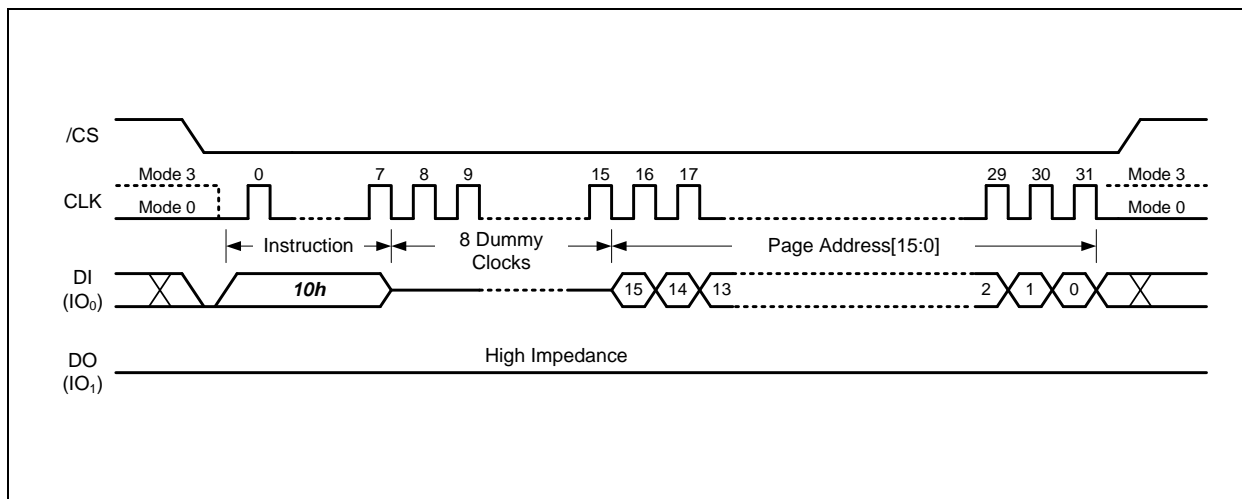 /CS
Mode 3 0 7 8 9 15 16 17 29 30 31 Mode 3
CLK
Mode 0 Mode 0
Instruction 8 Dummy Clocks Page Address[15:0]
DI (IO0) 10h 15 14 13 2 1 0
High Impedance
DO
(IO1)